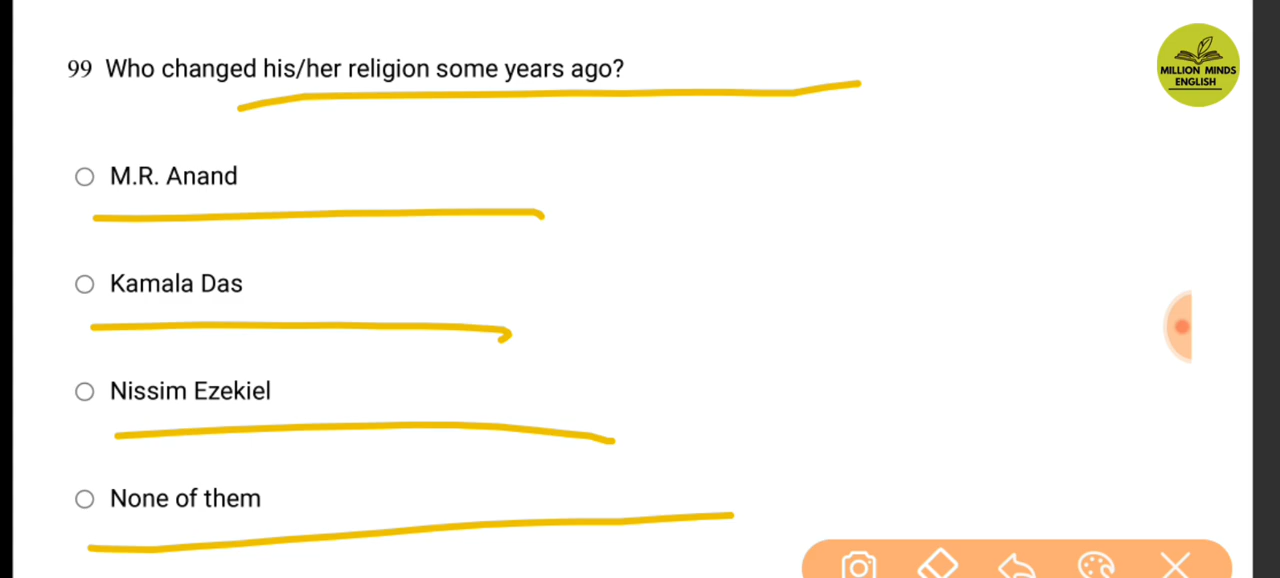 99 Who changed his/her religion some years ago?
MILLION MINDS
ENGLISH
M.R. Anand
Kamala Das
Nissim Ezekiel
None of them